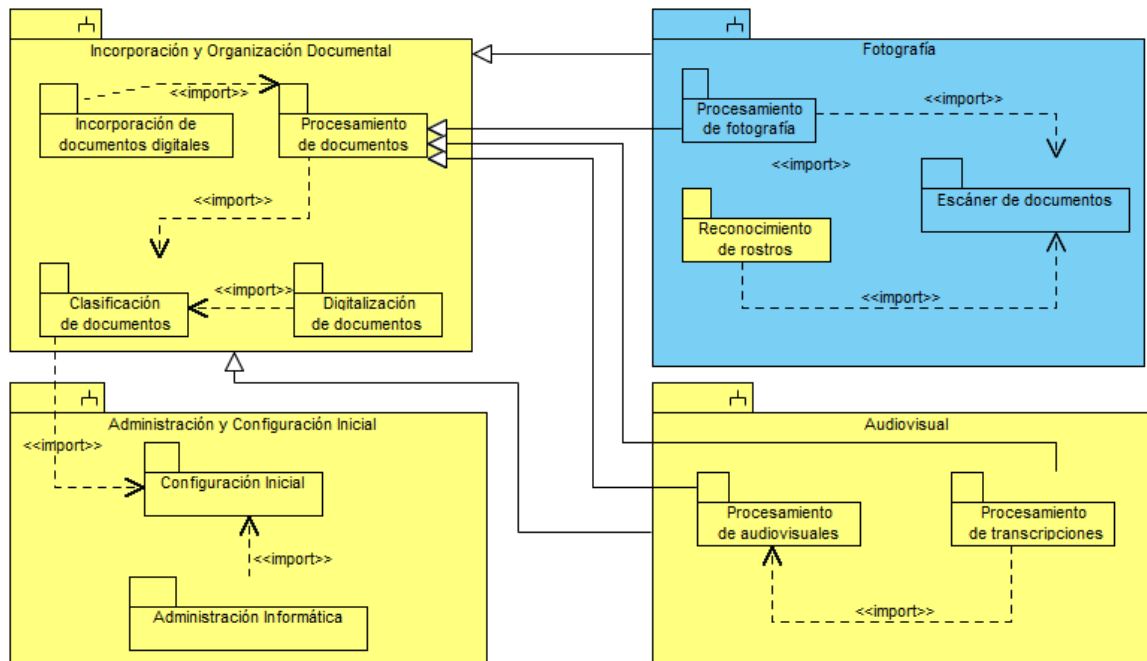 Incorporación y Organización Documental
<<import>>
Incorporación de
documentos digitales
Procesamiento
de documentos
<<import>>
Clasificación
de documentos
<<import>>
Digitalización
de documentos
Fotografía
Procesamiento
de fotografía
<<import>>
<<import>>
Escáner de documentos
Reconocimiento
de rostros
<<import>>
Administración y Configuración Inicial
<<import>>
Configuración Inicial
<<import>>
Administración Informática
Audiovisual
Procesamiento
de audiovisuales
Procesamiento
de transcripciones
<<import>>